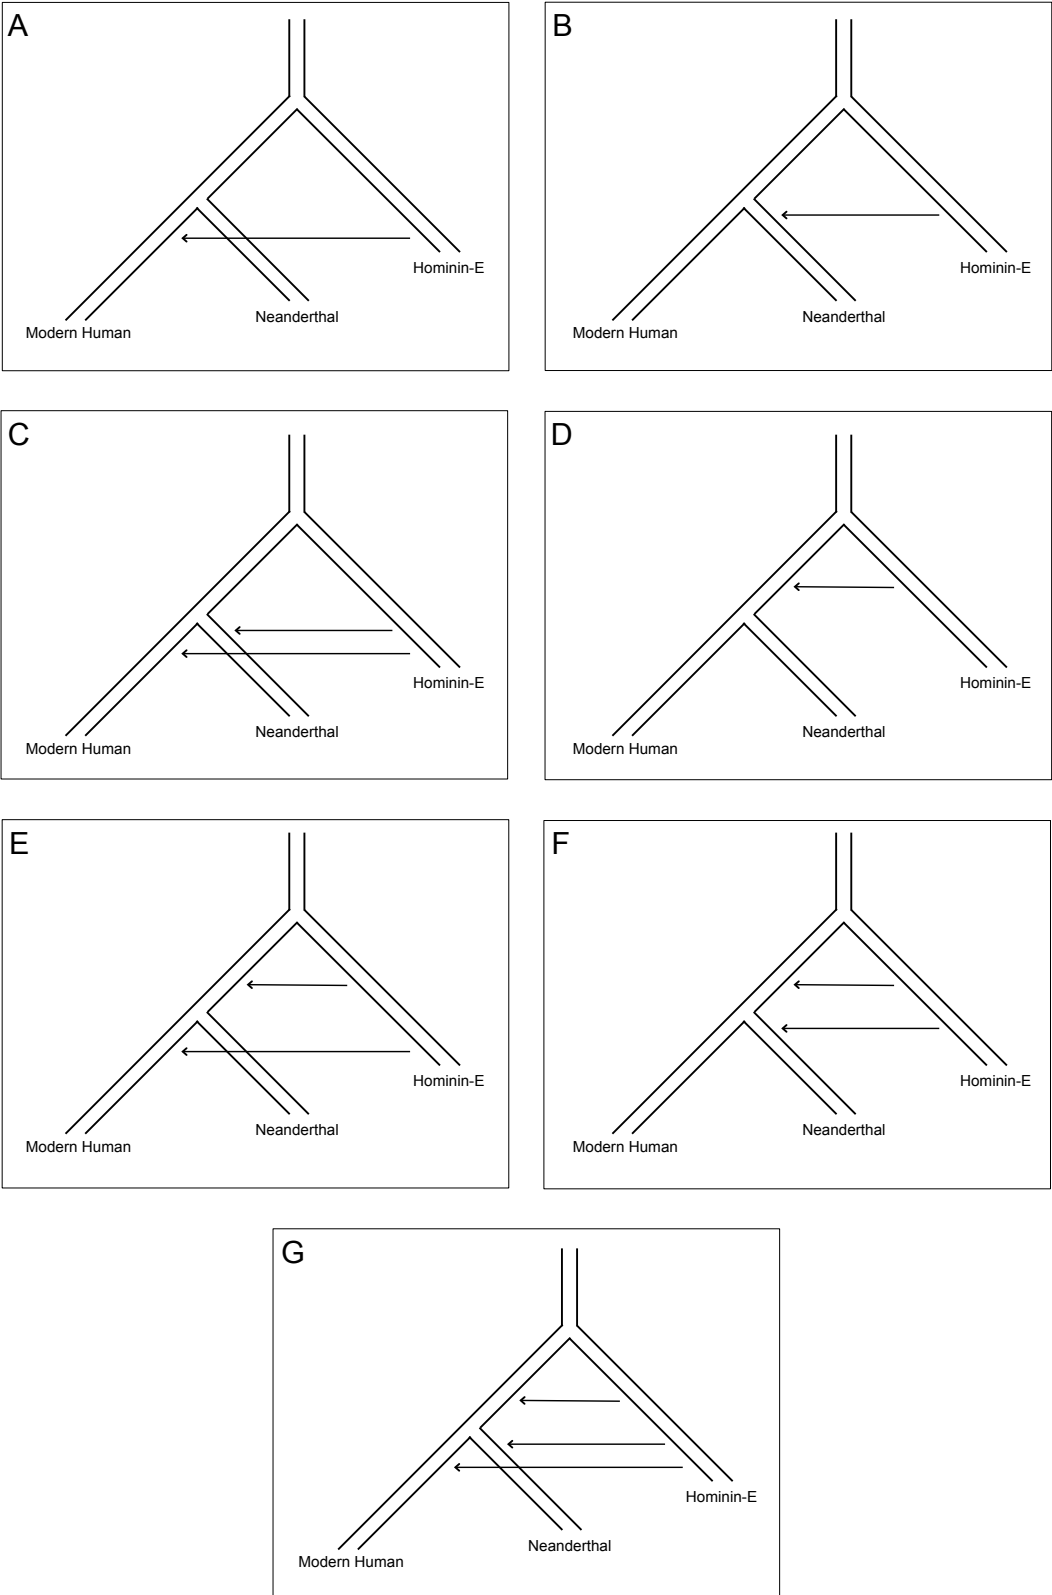 A
B
Hominin-E
Hominin-E
Neanderthal
Neanderthal
Modern Human
Modern Human
C
D
Hominin-E
Hominin-E
Neanderthal
Neanderthal
Modern Human
Modern Human
E
F
Hominin-E
Hominin-E
Neanderthal
Neanderthal
Modern Human
Modern Human
G
Hominin-E
Neanderthal
Modern Human